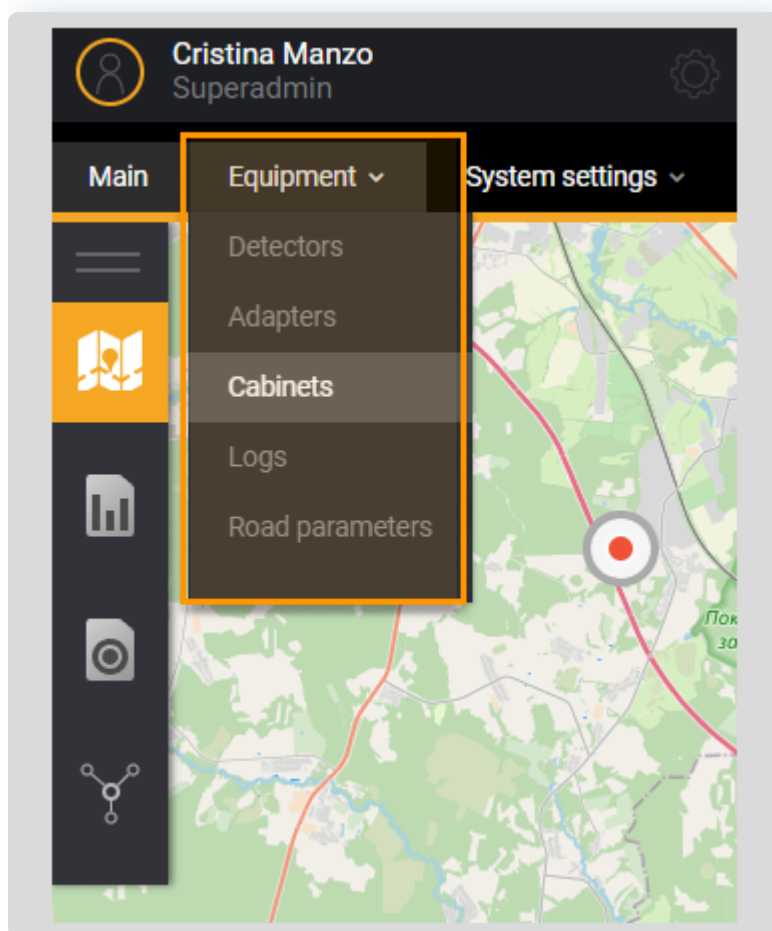 Cristina Manzo
Superadmin
Main Equipment System settings
Detectors
Adapters
Cabinets
Logs
Road parameters